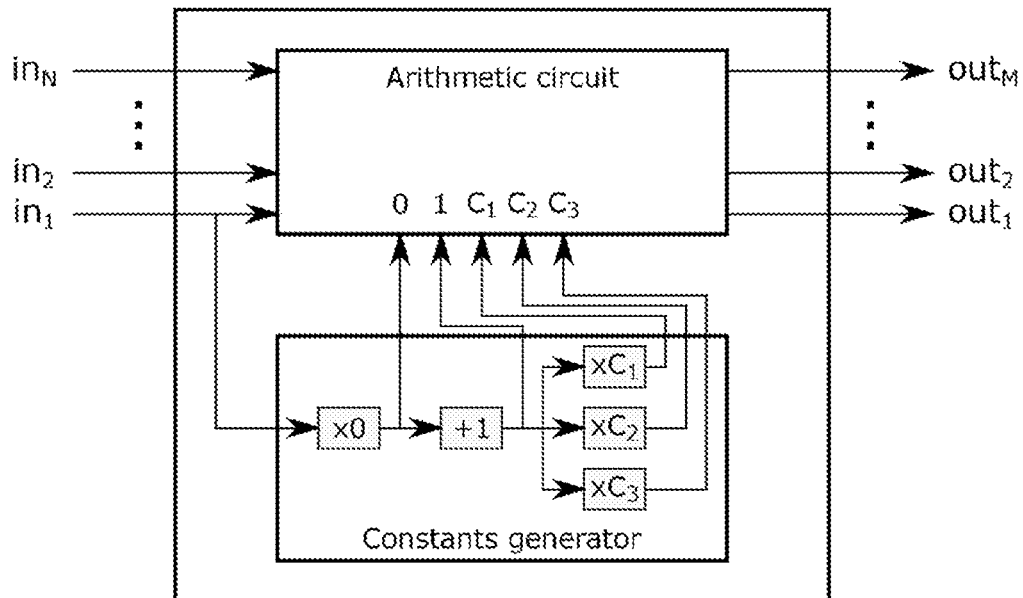 in_N
Arithmetic circuit
out_M
in_2
out_2
in_1
0 1 C_1 C_2 C_3
out_1
xC_1
x0 +1 xC_2
xC_3
Constants generator